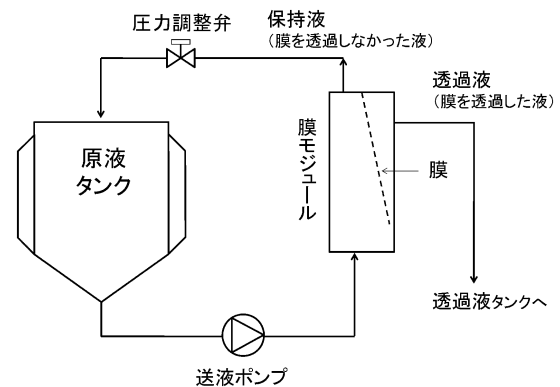 圧力調整弁
保持液
（膜を透過しなかった液）
透過液
（膜を透過した液）
原液
タンク
膜モジュール
膜
透過液タンクへ
送液ポンプ